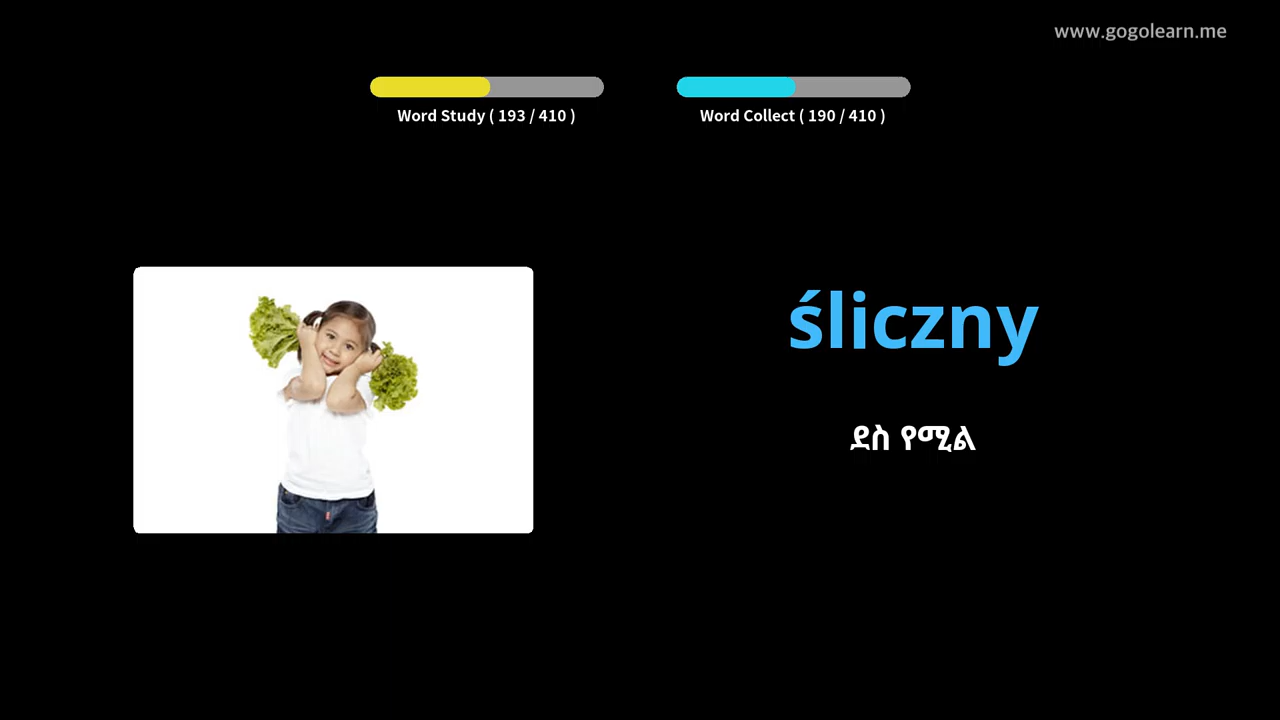 www.gogolearn.me
Word Study ( 193 / 410 )
Word Collect ( 190 / 410 )
śliczny
ደስ የሚል